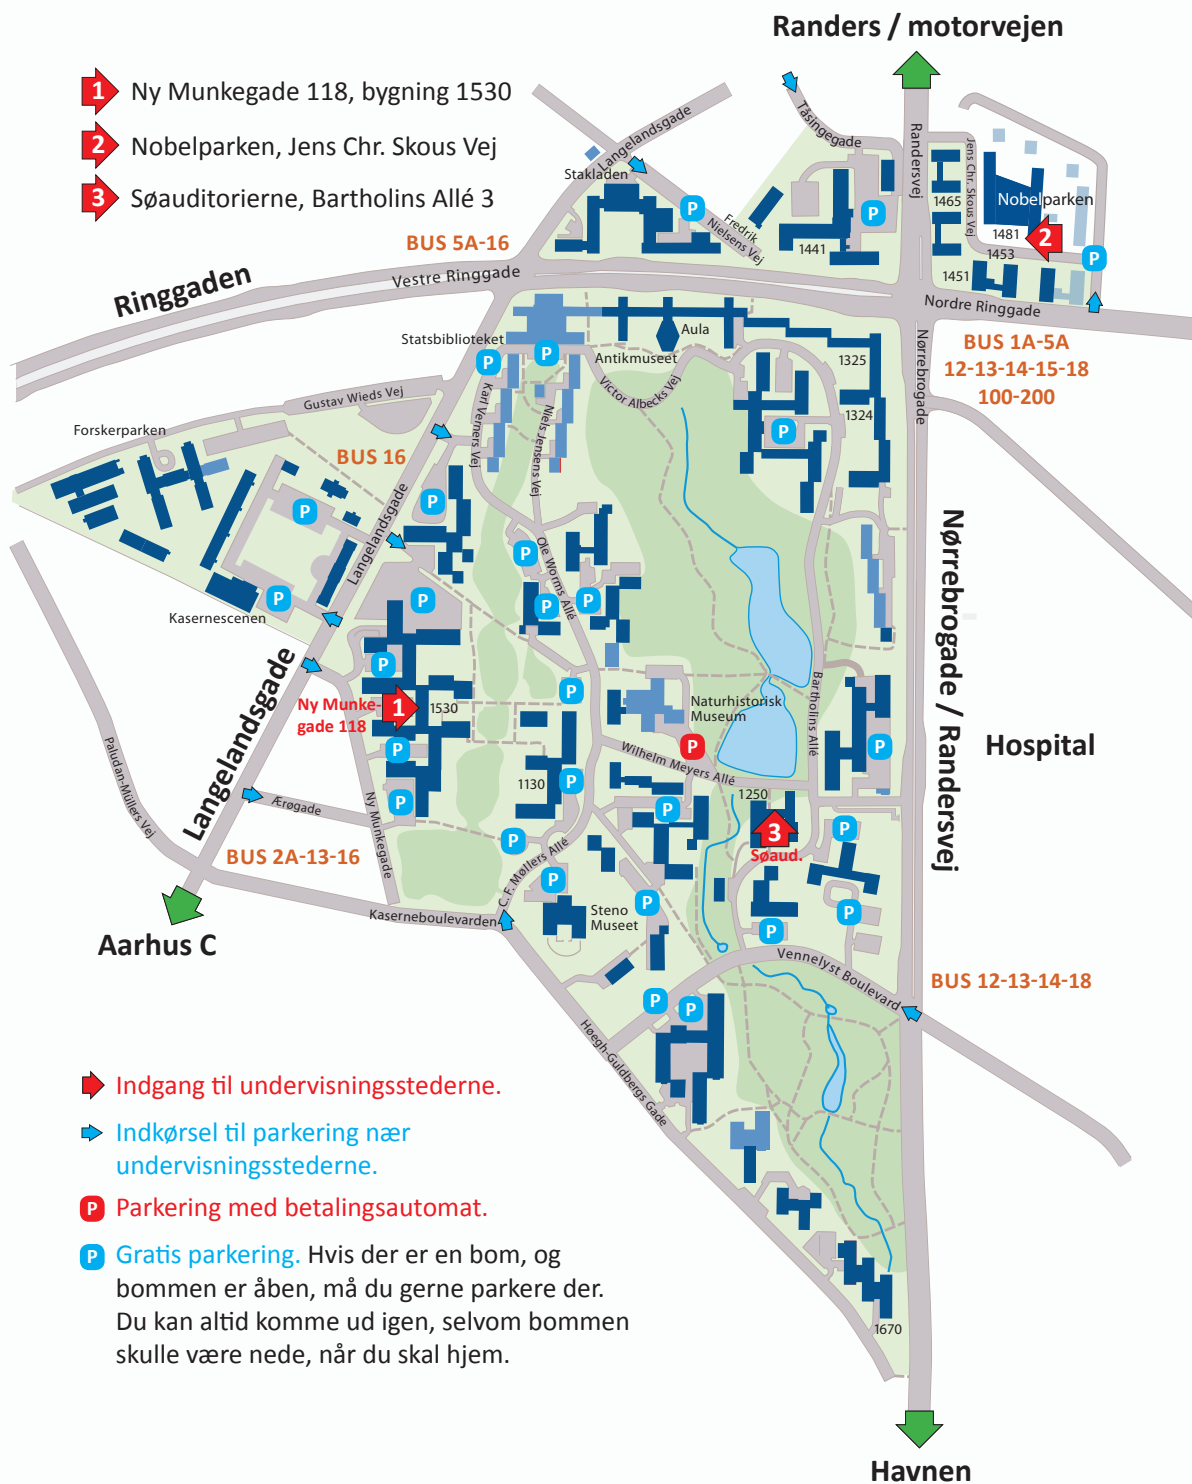 Randers / motorvejen
1 Ny Munkegade 118, bygning 1530
2 Nobelparken, Jens Chr. Skous Vej
3 Søauditorierne, Bartholins Allé 3
Tåsingegade
Langelandsgade
Randersvej
Jens Chr. Skous Vej
Stakladen
P
Fredrik
Nielsens Vej
P
1441
1465
Nobelparken
1481
2
1453
P
1451
BUS 5A-16
Ringgaden
Vestre Ringgade
Nordre Ringgade
BUS 1A-5A
12-13-14-15-18
100-200
Statsbiblioteket
P
P
Aula
Antikmuseet
Victor Albecks Vej
1325
1324
P
Nørrebrogade
Karl Verners Vej
Niels Jensens Vej
Gustav Wieds Vej
Forskerparken
BUS 16
P
P
Langelandsgade
P
Kasernescenen
P
P
Ole Worms Allé
P
P
P
Nørrebrogade / Randersvej
Langelandsgade
P
Ny Munke-
gade 118
1
1530
P
P
P
Naturhistorisk
Museum
P
Wilhelm Meyers Allé
Bartholins Allé
P
Hospital
Paludan-Müllers Vej
Ærøgade
Ny Munkegade
1130
P
P
1250
3
Søaud.
P
BUS 2A-13-16
P
C.F. Møllers Allé
P
Kaserneboulevarden
Steno
Museet
P
P
P
Aarhus C
Vennelyst Boulevard
BUS 12-13-14-18
P
P
Høegh-Guldbergs Gade
Indgang til undervisningsstederne.
Indkørsel til parkering nær
undervisningsstederne.
P Parkering med betalingsautomat.
P Gratis parkering. Hvis der er en bom, og
bommen er åben, må du gerne parkere der.
Du kan altid komme ud igen, selvom bommen
skulle være nede, når du skal hjem.
1670
Havnen